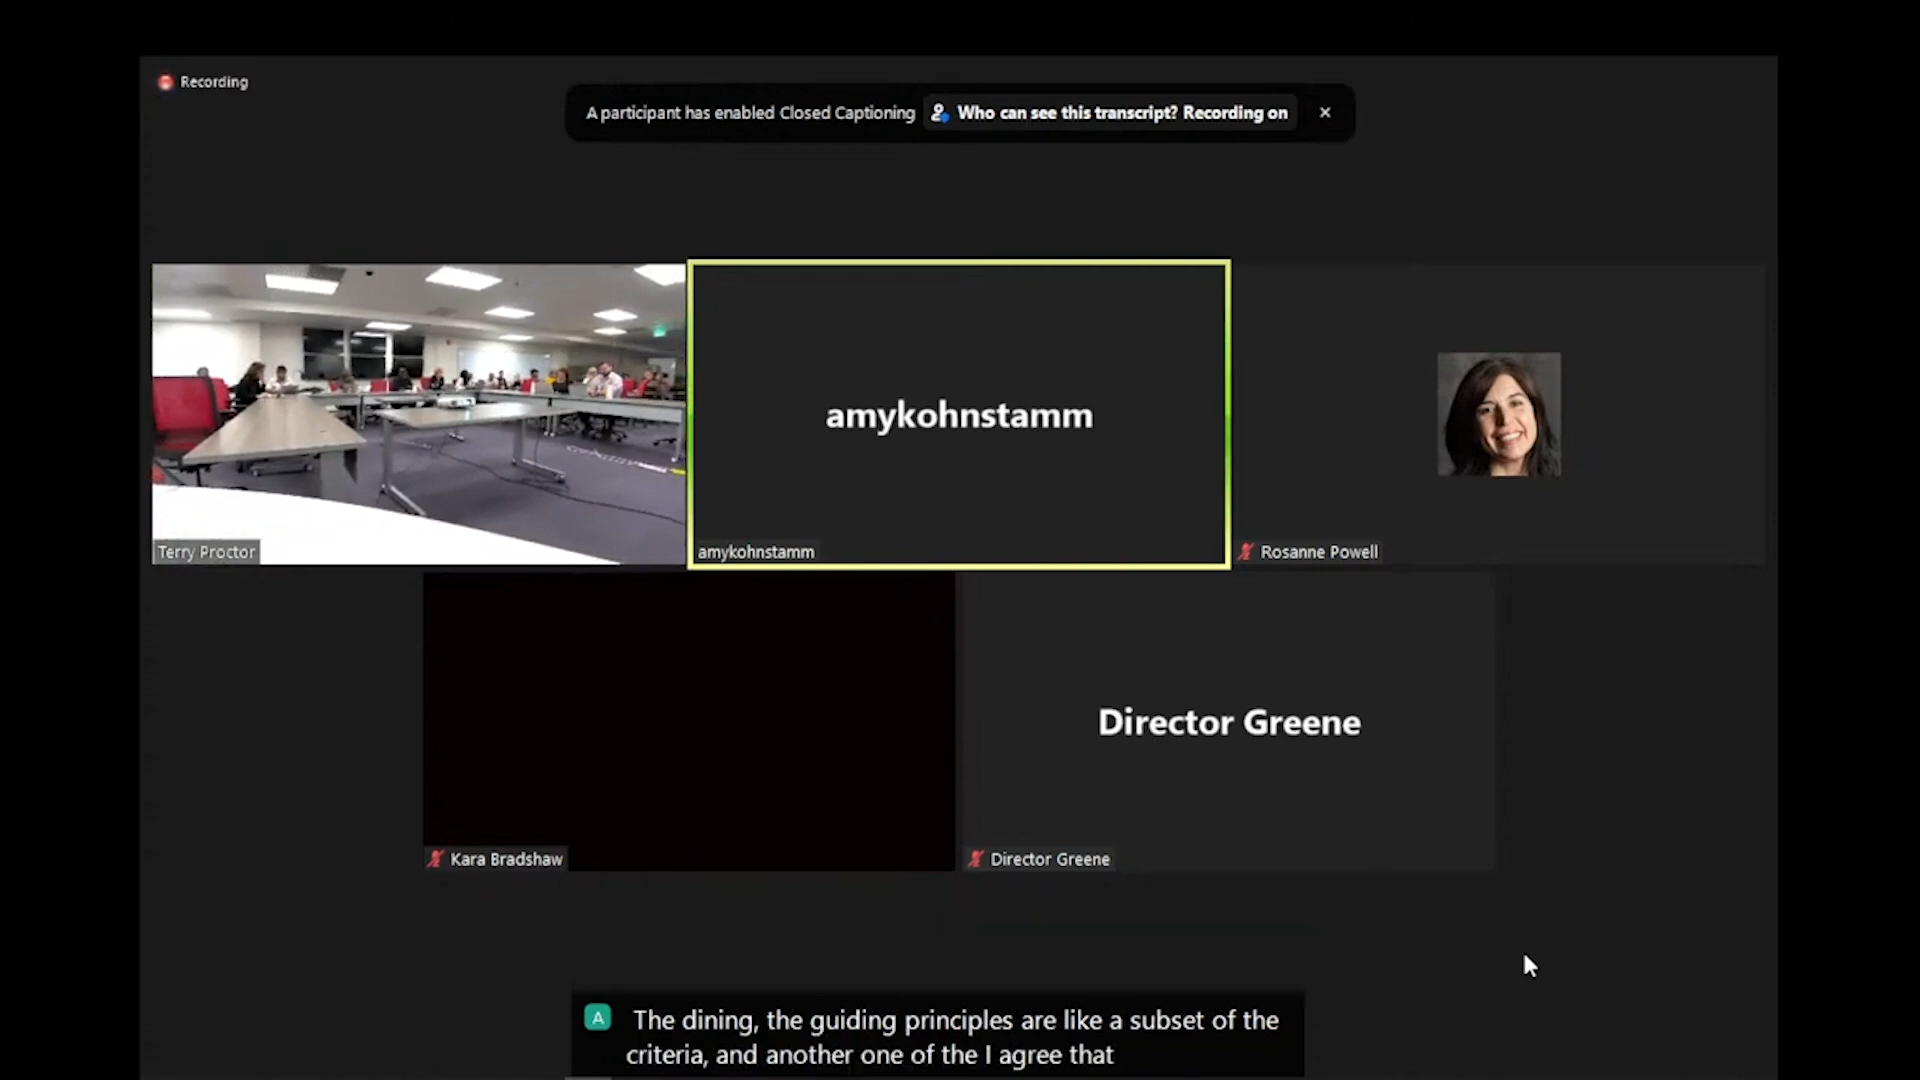 Recording
A participant has enabled Closed Captioning Who can see this transcript? Recording on
amykohnstamm
Terry Proctor
amykohnstamm
Rosanne Powell
Director Greene
Kara Bradshaw
Director Greene
A The dining, the guiding principles are like a subset of the
criteria, and another one of the I agree that